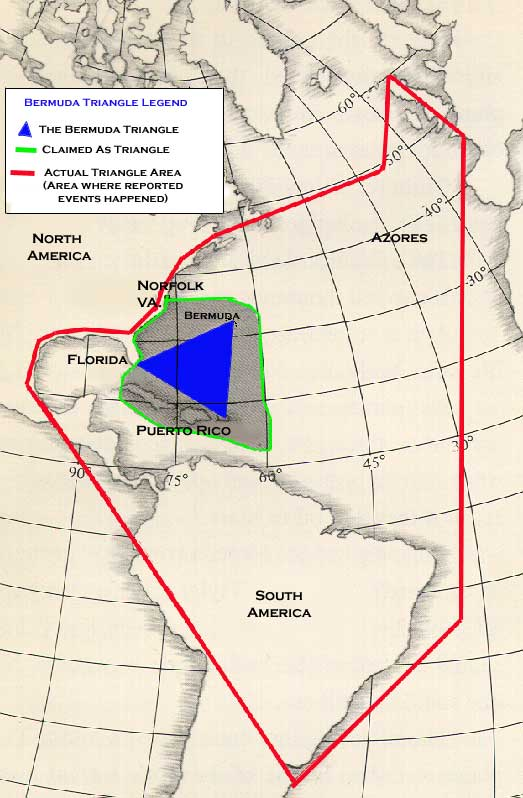 Bermuda Triangle Legend
The Bermuda Triangle
Claimed As Triangle
Actual Triangle Area
(Area where reported
events happened)
60°
50°
40°
30°
North
America
Azores
Norfolk
VA.
Bermuda
Florida
Puerto Rico
90°
75°
60°
45°
30°
South
America